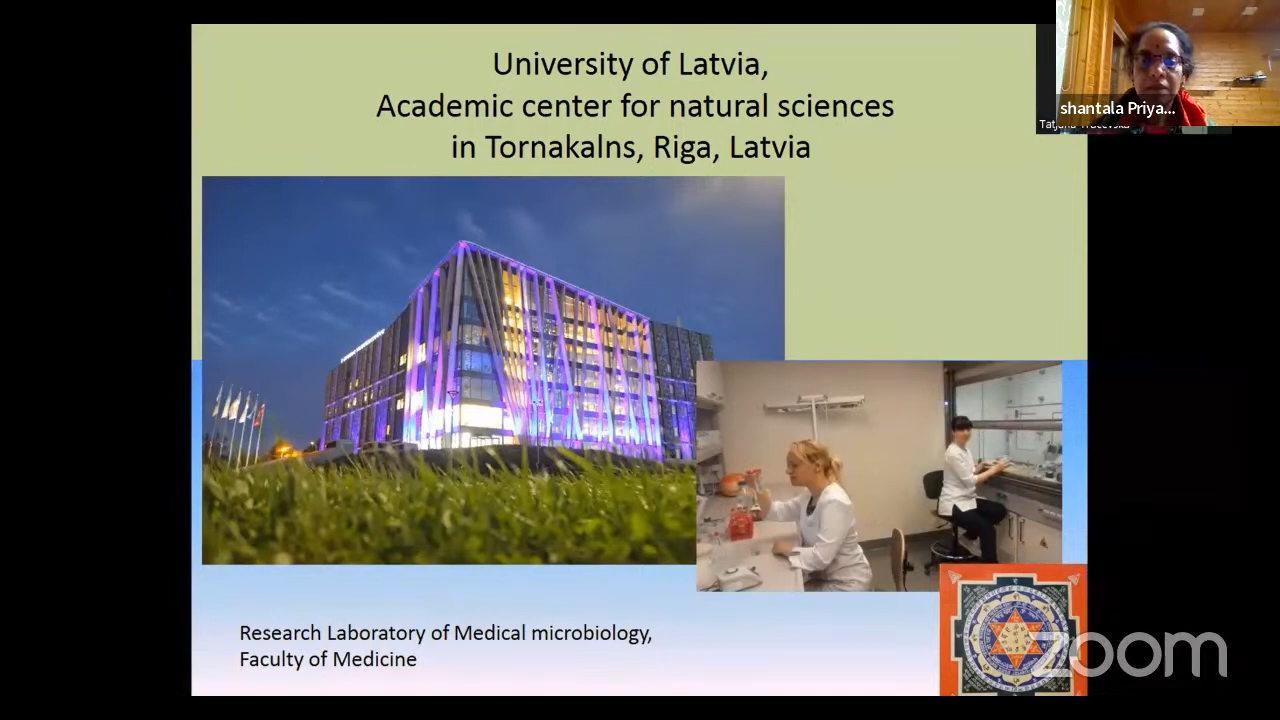 University of Latvia,
Academic center for natural sciences
in Tornakalns, Riga, Latvia
shantala Priya...
Research Laboratory of Medical microbiology,
Faculty of Medicine
zoom